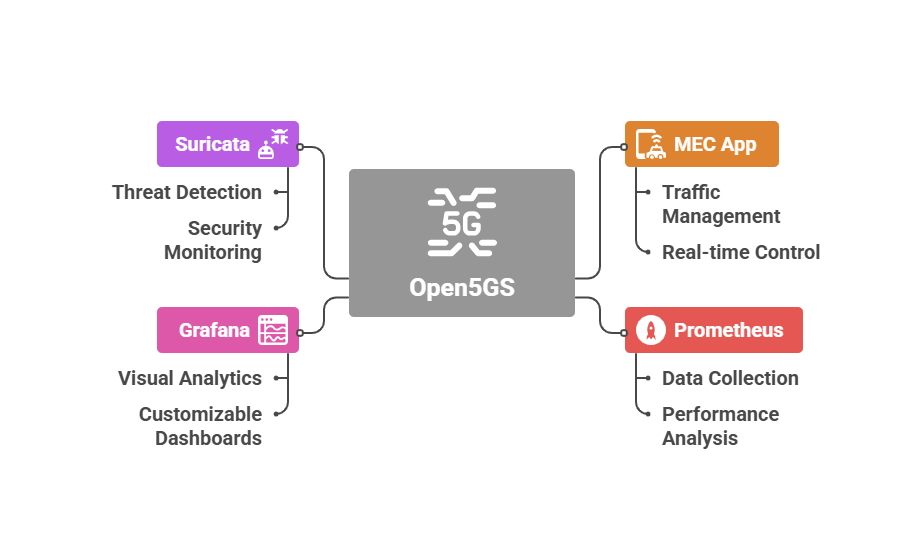 Suricata
Threat Detection
Security
Monitoring
Grafana
Visual Analytics
Customizable
Dashboards
5G
Open5GS
MEC App
Traffic
Management
Real-time Control
Prometheus
Data Collection
Performance
Analysis